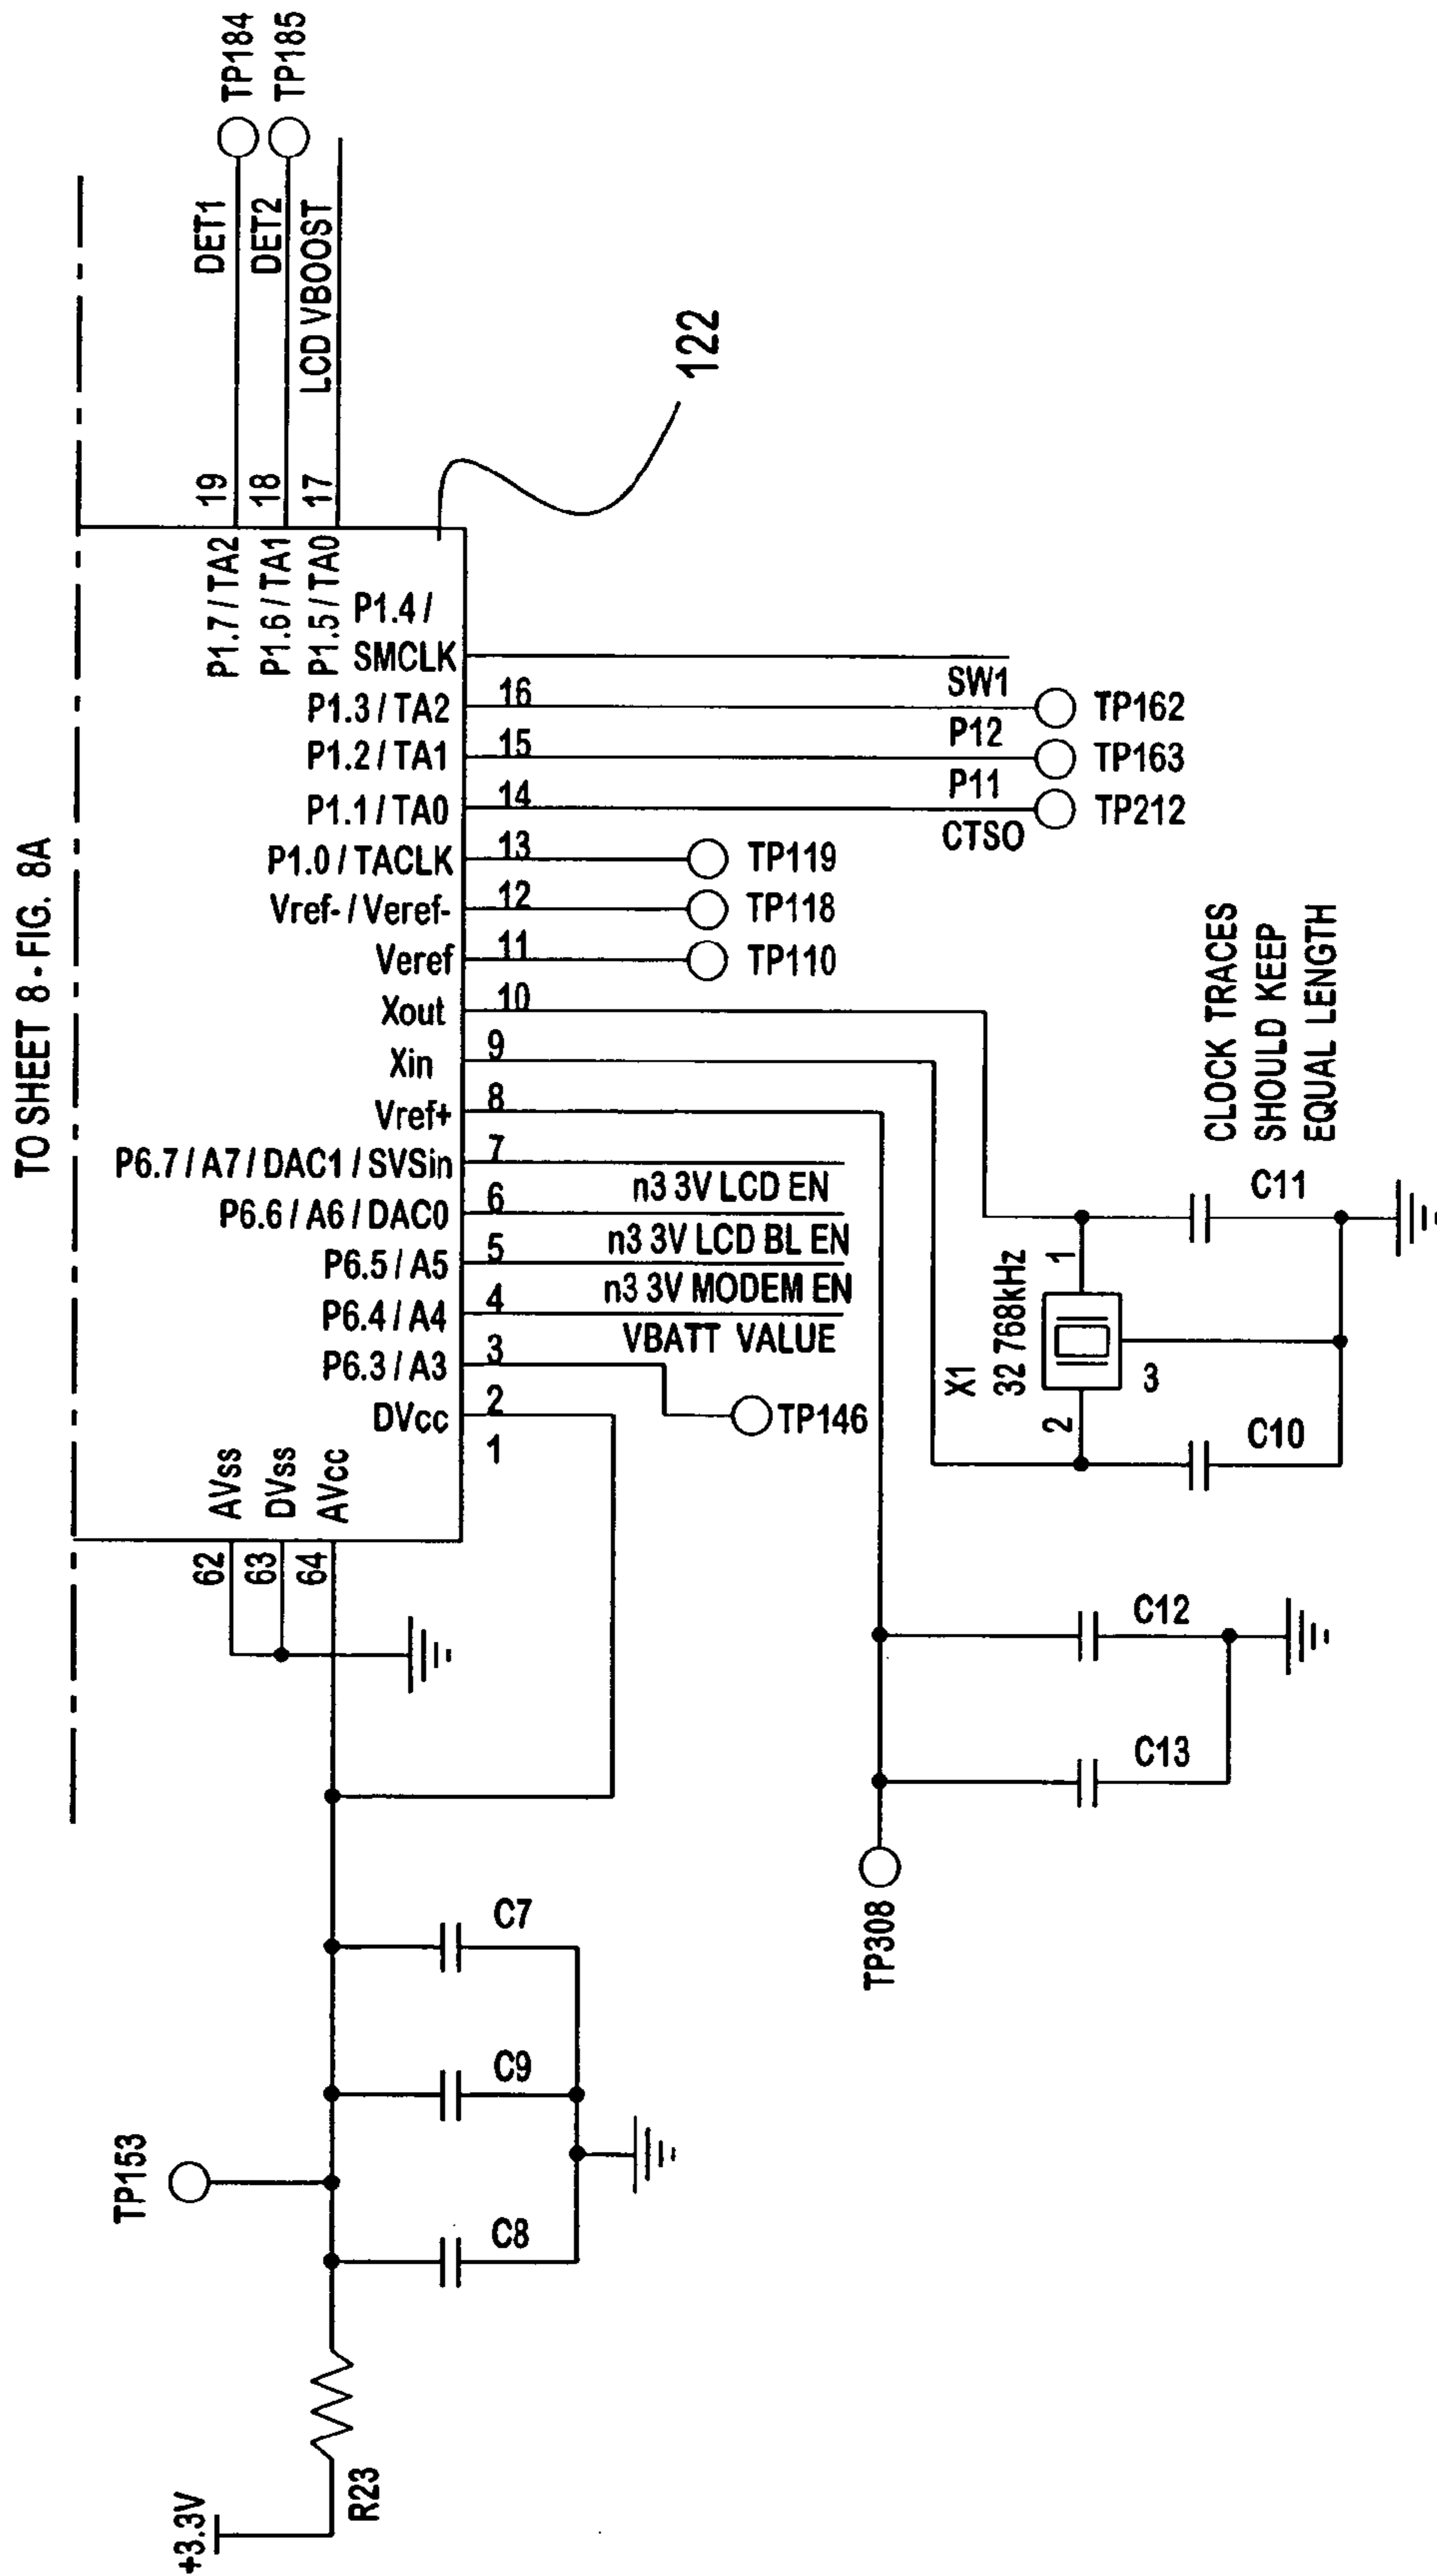 TO SHEET 8 - FIG. 8A
TP184
TP185
DET1
DET2
LCD VBOOST
122
19
18
17
P1.7 / TA2
P1.6 / TA1
P1.5 / TA0
P1.4 /
SMCLK
P1.3 / TA2
P1.2 / TA1
P1.1 / TA0
P1.0 / TACLK
Vref- / Veref-
Veref
Xout
Xin
Vref+
P6.7 / A7 / DAC1 / SVSin
P6.6 / A6 / DAC0
P6.5 / A5
P6.4 / A4
P6.3 / A3
DVcc
16
15
14
13
12
11
10
9
8
7
6
5
4
3
2
1
SW1
P12
P11
CTSO
TP162
TP163
TP212
TP119
TP118
TP110
n3 3V LCD EN
n3 3V LCD BL EN
n3 3V MODEM EN
VBATT VALUE
TP146
AVss
DVss
AVcc
62
63
64
CLOCK TRACES
SHOULD KEEP
EQUAL LENGTH
C11
1
X1
32 768kHz
3
2
C10
C12
C13
TP308
C7
C9
C8
TP153
R23
+3.3V